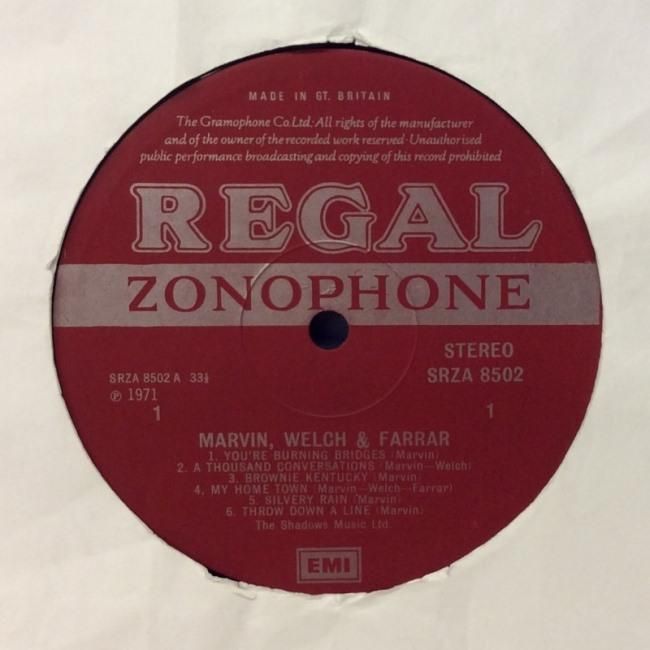 MADE IN GT. BRITAIN
The Gramophone Co.Ltd·All rights of the manufacturer
and of the owner of the recorded work reserved·Unauthorised
public performance broadcasting and copying of this record prohibited
REGAL
ZONOPHONE
STEREO
SRZA 8502
SRZA 8502 A 33⅓
℗ 1971
1
1
MARVIN, WELCH & FARRAR
1. YOU'RE BURNING BRIDGES (Marvin)
2. A THOUSAND CONVERSATIONS (Marvin—Welch)
3. BROWNIE KENTUCKY (Marvin)
4. MY HOME TOWN (Marvin—Welch—Farrar)
5. SILVERY RAIN (Marvin)
6. THROW DOWN A LINE (Marvin)
The Shadows Music Ltd.
EMI